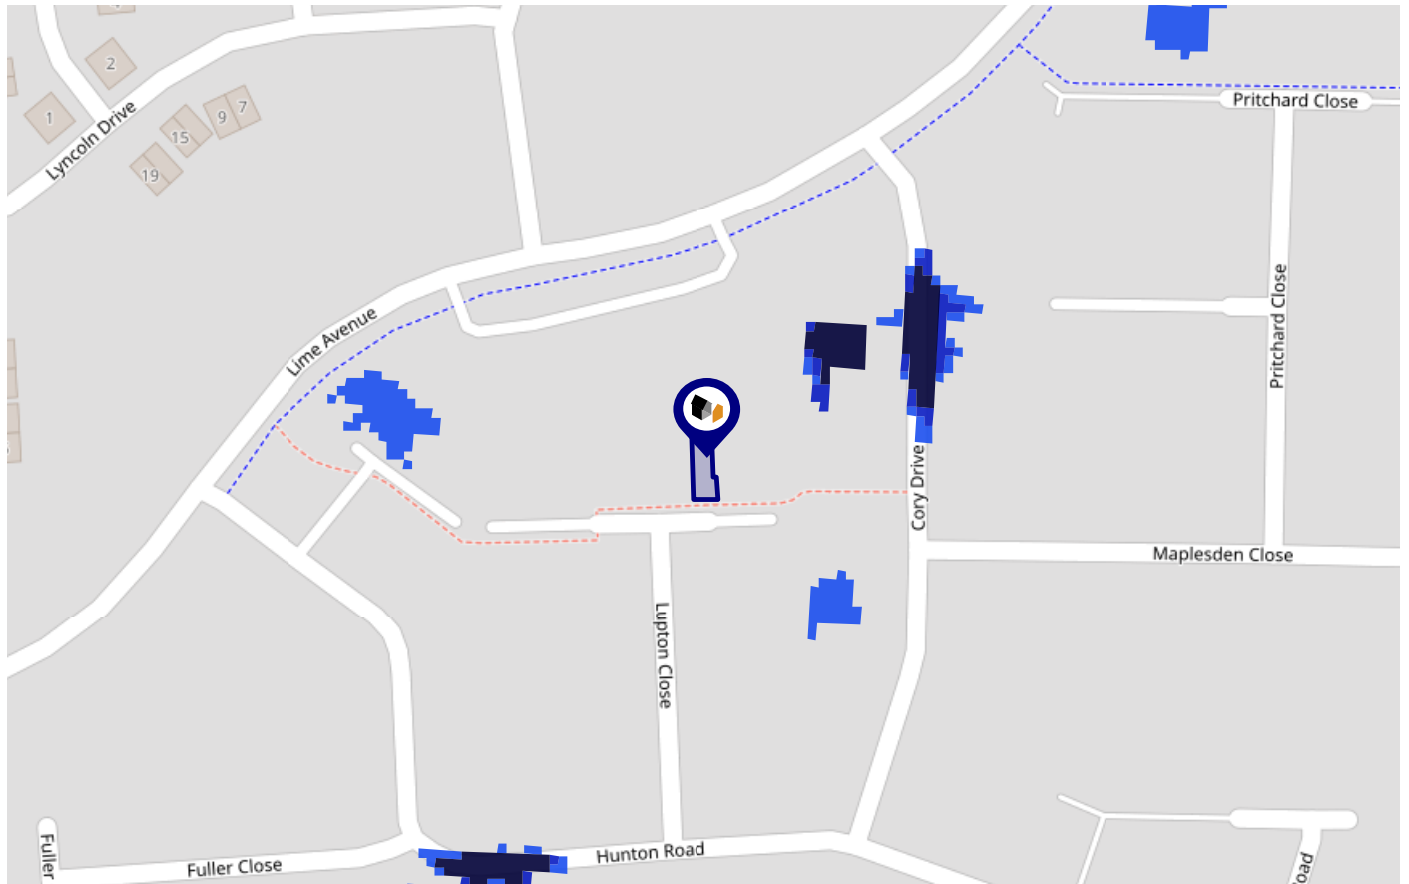 2
1
Lyncoln Drive
9
7
15
19
Pritchard Close
Lime Avenue
Pritchard Close
Cory Drive
Maplesden Close
Lupton Close
Fuller
Fuller Close
Hunton Road
oad